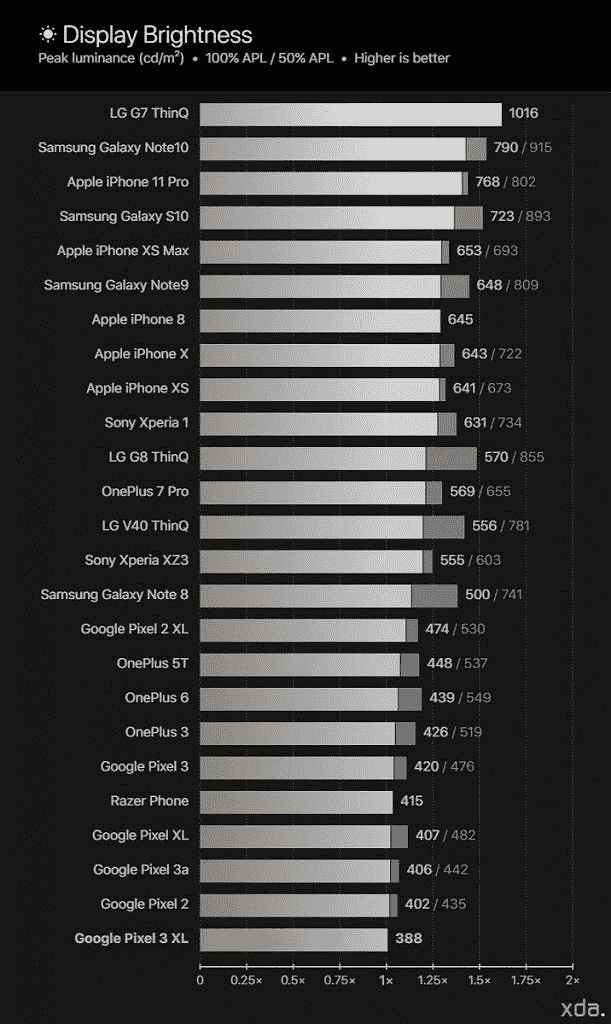 Display Brightness
Peak luminance (cd/m²) • 100% APL / 50% APL • Higher is better
LG G7 ThinQ 1016
Samsung Galaxy Note10 790 / 915
Apple iPhone 11 Pro 768 / 802
Samsung Galaxy S10 723 / 893
Apple iPhone XS Max 653 / 693
Samsung Galaxy Note9 648 / 809
Apple iPhone 8 645
Apple iPhone X 643 / 722
Apple iPhone XS 641 / 673
Sony Xperia 1 631 / 734
LG G8 ThinQ 570 / 855
OnePlus 7 Pro 569 / 655
LG V40 ThinQ 556 / 781
Sony Xperia XZ3 555 / 603
Samsung Galaxy Note 8 500 / 741
Google Pixel 2 XL 474 / 530
OnePlus 5T 448 / 537
OnePlus 6 439 / 549
OnePlus 3 426 / 519
Google Pixel 3 420 / 476
Razer Phone 415
Google Pixel XL 407 / 482
Google Pixel 3a 406 / 442
Google Pixel 2 402 / 435
Google Pixel 3 XL 388
0 0.25× 0.5× 0.75× 1× 1.25× 1.5× 1.75× 2×
xda.